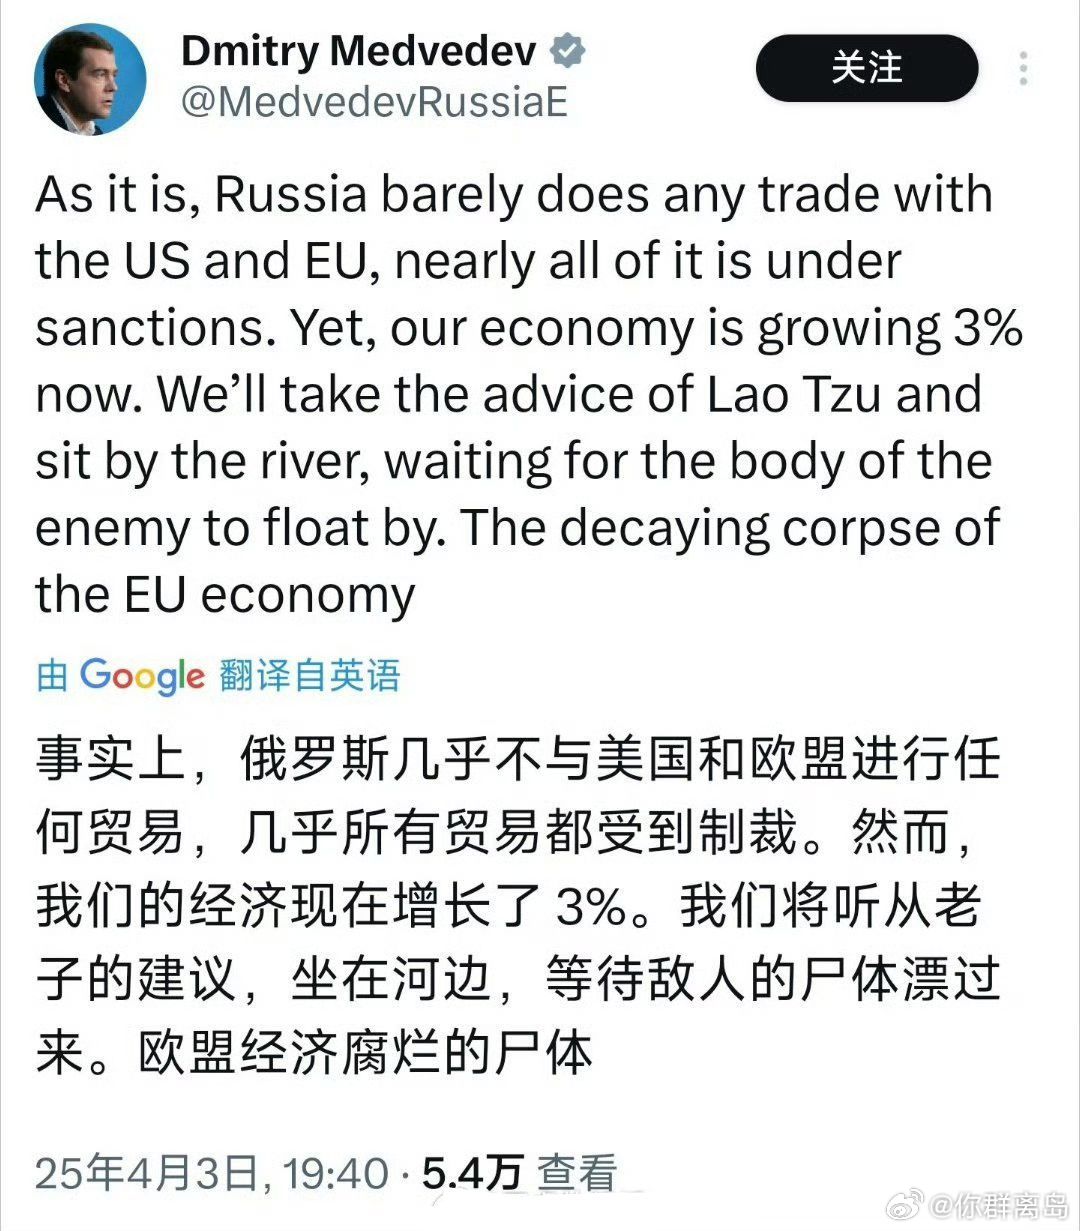 Dmitry Medvedev
@MedvedevRussiaE
关注
As it is, Russia barely does any trade with
the US and EU, nearly all of it is under
sanctions. Yet, our economy is growing 3%
now. We’ll take the advice of Lao Tzu and
sit by the river, waiting for the body of the
enemy to float by. The decaying corpse of
the EU economy
由 Google 翻译自英语
事实上，俄罗斯几乎不与美国和欧盟进行任
何贸易，几乎所有贸易都受到制裁。然而，
我们的经济现在增长了 3%。我们将听从老
子的建议，坐在河边，等待敌人的尸体漂过
来。欧盟经济腐烂的尸体
25年4月3日, 19:40 · 5.4万 查看
@你群离岛